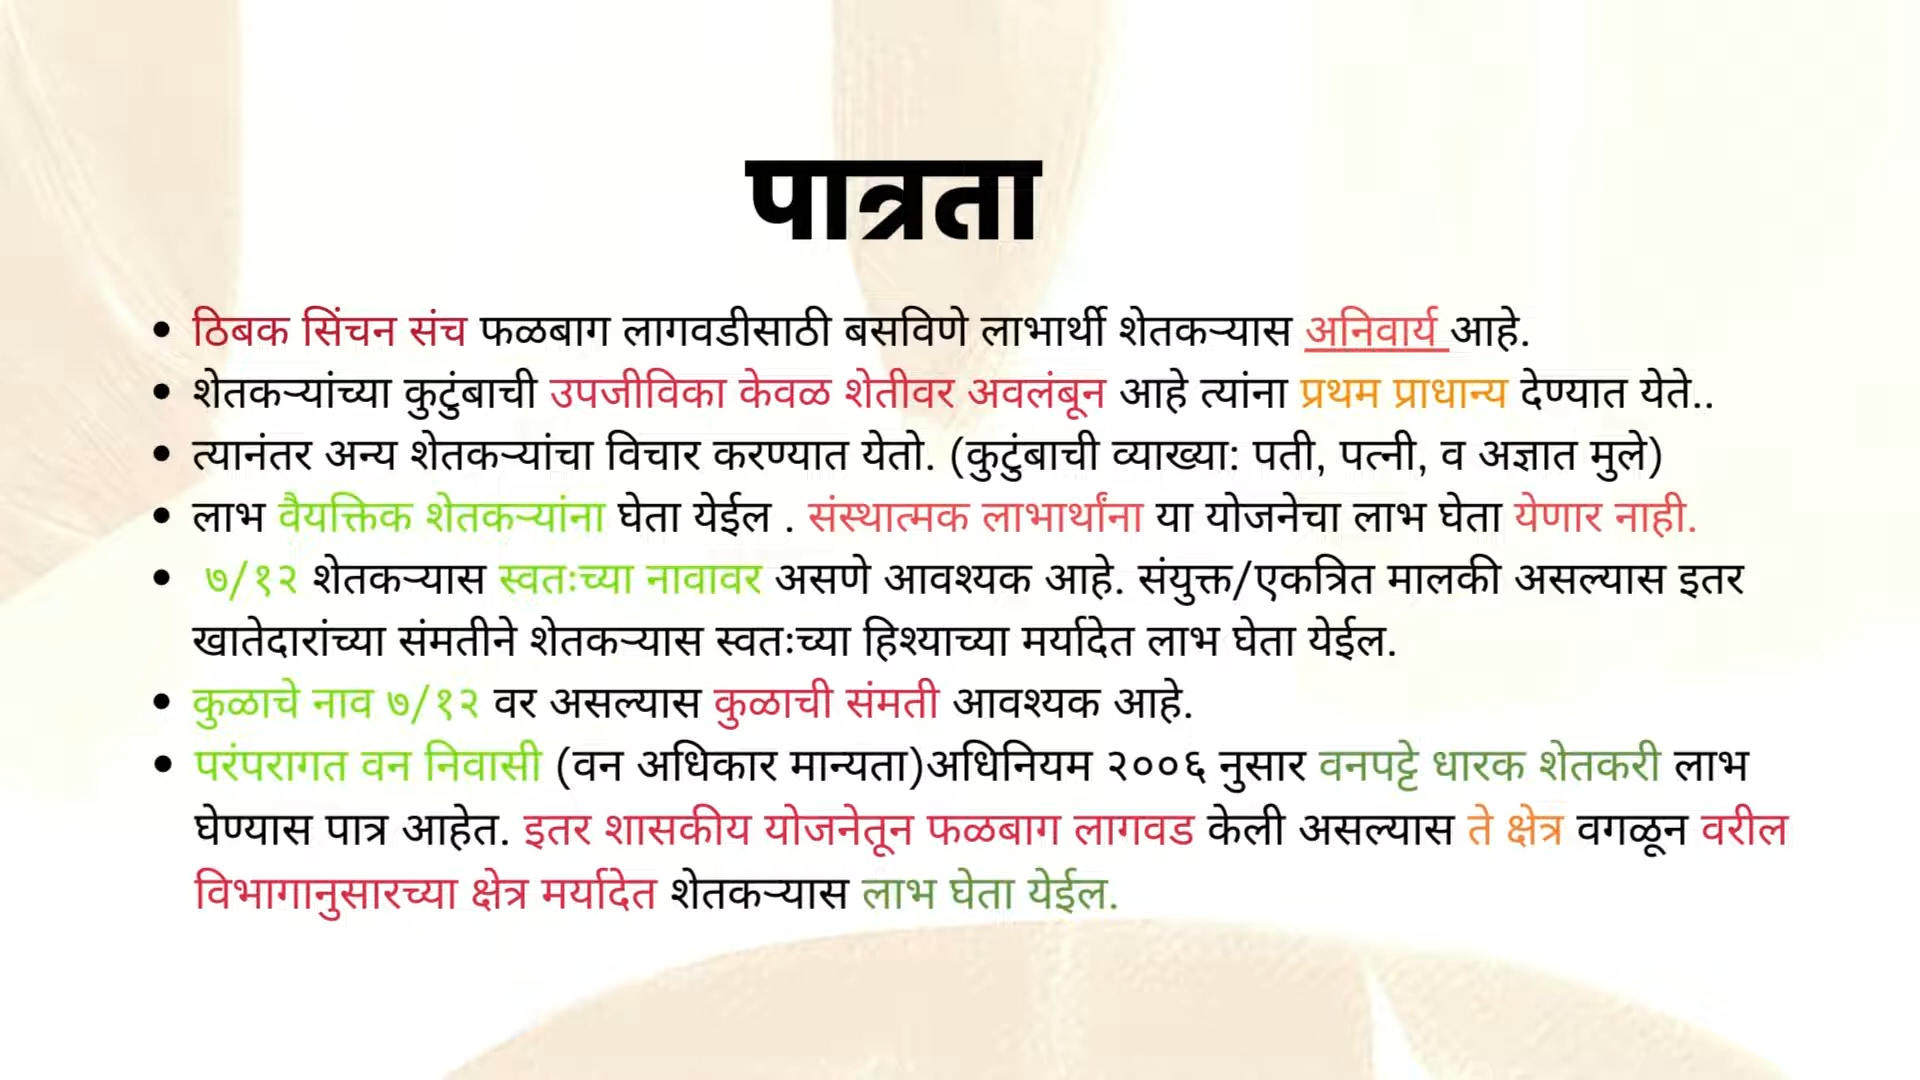 पात्रता
• ठिबक सिंचन संच फळबाग लागवडीसाठी बसविणे लाभार्थी शेतकऱ्यास अनिवार्य आहे.
• शेतकऱ्यांच्या कुटुंबाची उपजीविका केवळ शेतीवर अवलंबून आहे त्यांना प्रथम प्राधान्य देण्यात येते..
• त्यानंतर अन्य शेतकऱ्यांचा विचार करण्यात येतो. (कुटुंबाची व्याख्या: पती, पत्नी, व अज्ञात मुले)
• लाभ वैयक्तिक शेतकऱ्यांना घेता येईल . संस्थात्मक लाभार्थांना या योजनेचा लाभ घेता येणार नाही.
• ७/१२ शेतकऱ्यास स्वतःच्या नावावर असणे आवश्यक आहे. संयुक्त/एकत्रित मालकी असल्यास इतर
खातेदारांच्या संमतीने शेतकऱ्यास स्वतःच्या हिश्याच्या मर्यादेत लाभ घेता येईल.
• कुळाचे नाव ७/१२ वर असल्यास कुळाची संमती आवश्यक आहे.
• परंपरागत वन निवासी (वन अधिकार मान्यता)अधिनियम २००६ नुसार वनपट्टे धारक शेतकरी लाभ
घेण्यास पात्र आहेत. इतर शासकीय योजनेतून फळबाग लागवड केली असल्यास ते क्षेत्र वगळून वरील
विभागानुसारच्या क्षेत्र मर्यादेत शेतकऱ्यास लाभ घेता येईल.